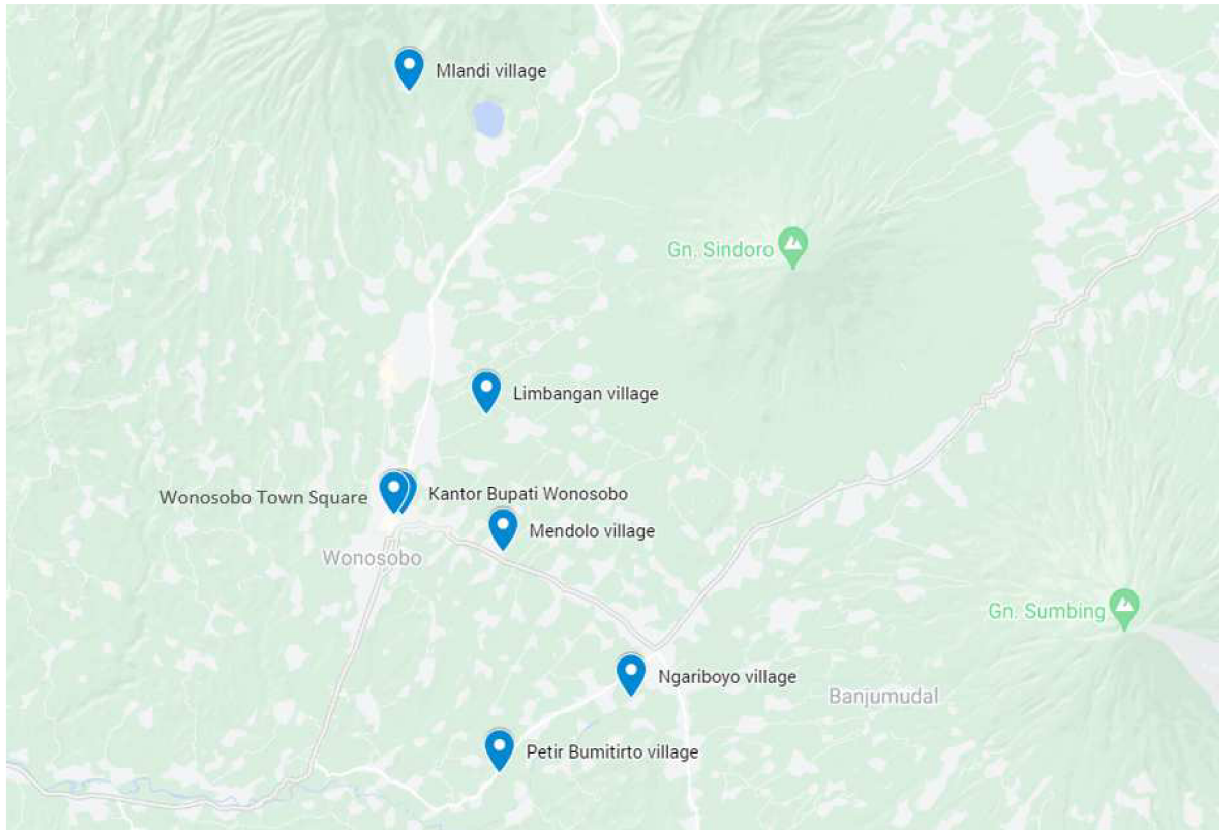 Mlandi village
Gn. Sindoro
Limbangan village
Wonosobo Town Square
Kantor Bupati Wonosobo
Mendolo village
Wonosobo
Gn. Sumbing
Ngariboyo village
Banjumudal
Petir Bumitirto village